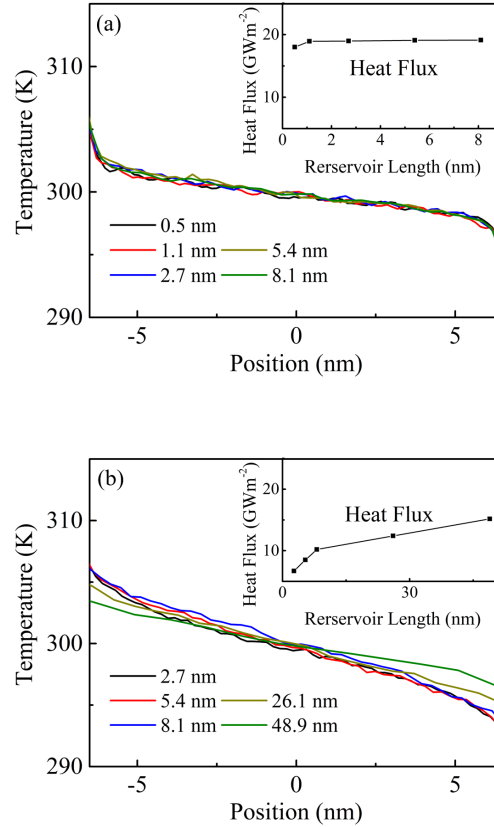 (a)
Heat Flux (GWm⁻²)
20
10
0
Heat Flux
0 2 4 6 8
Rerservoir Length (nm)
Temperature (K)
310
300
290
0.5 nm
1.1 nm 5.4 nm
2.7 nm 8.1 nm
-5 0 5
Position (nm)
(b)
Heat Flux (GWm⁻²)
20
10
Heat Flux
0 30
Rerservoir Length (nm)
Temperature (K)
310
300
290
2.7 nm
5.4 nm 26.1 nm
8.1 nm 48.9 nm
-5 0 5
Position (nm)